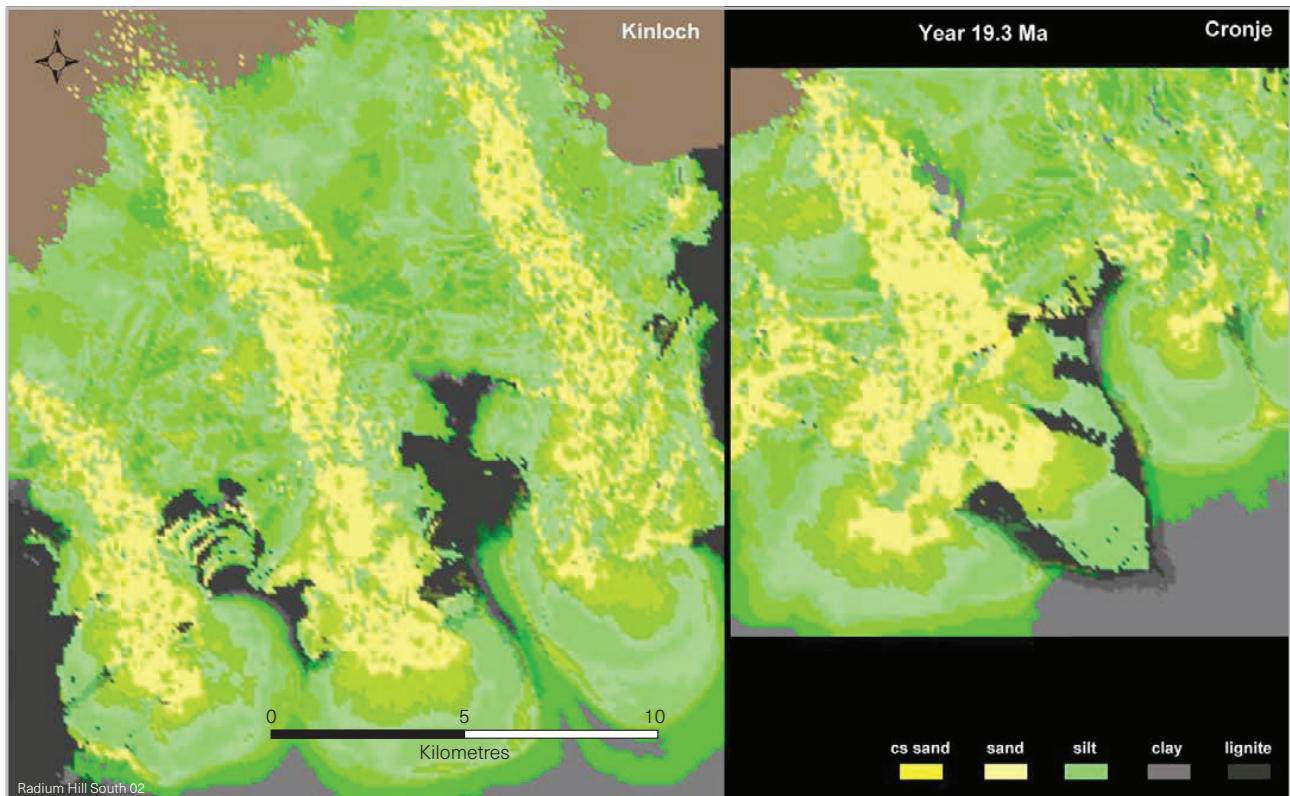 N
Kinloch
Year 19.3 Ma
Cronje
0 5 10
Kilometres
cs sand sand silt clay lignite
Radium Hill South 02